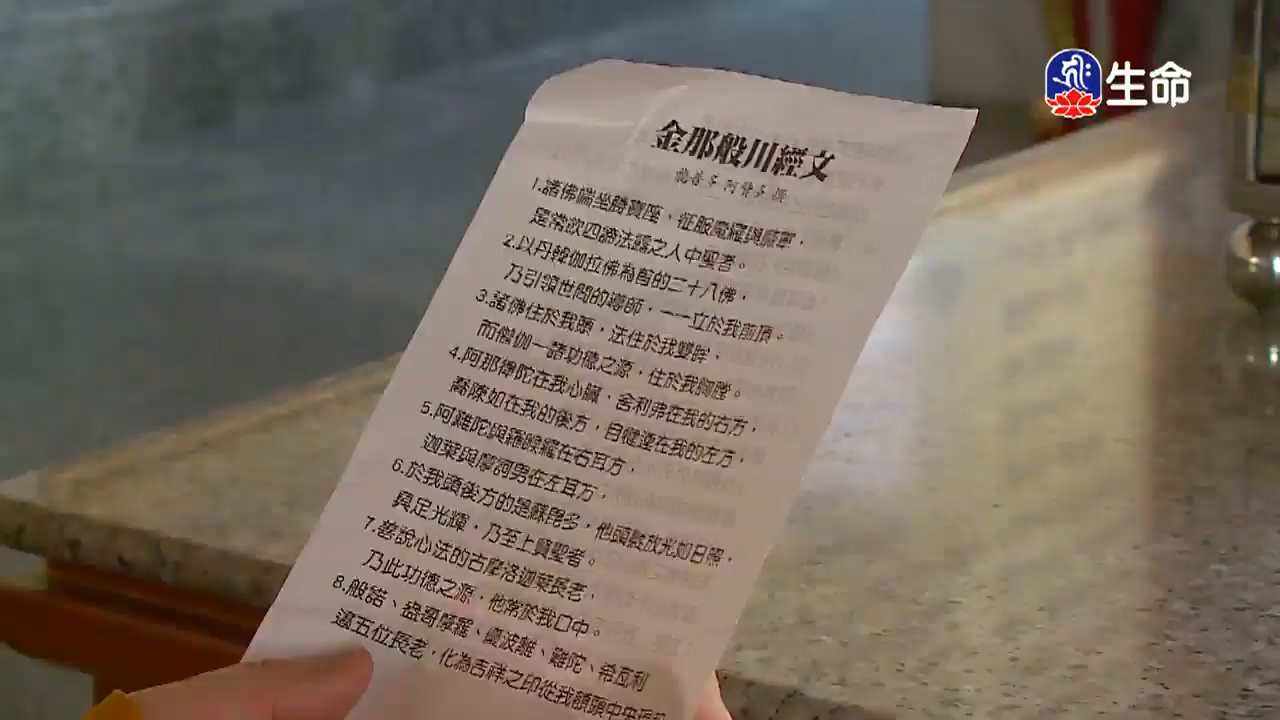 生命
金那般川經文
1.諸佛端坐勝寶座，征服魔羅與厥軍，
是常飲四諦法露之人中聖者。
2.以丹韓伽拉佛為首的二十八佛，
乃引領世間的導師，一一立於我前頂。
3.諸佛住於我頭，法住於我雙眸，
而僧伽一諸功德之源，住於我胸膛。
4.阿那律陀在我心臟，舍利弗在我的右方，
喬陳如在我的後方，目犍連在我的左方，
5.阿難陀與羅睺羅在右耳方，
迦葉與摩訶男在左耳方，
6.於我頭後方的是蘇毘多，他頭髮放光如日照，
具足光輝，乃至上賢聖者。
7.善說心法的古摩洛迦葉長老，
乃此功德之源，他常於我口中。
8.般諾、盎哥摩羅、優波離、難陀、希瓦利
這五位長老，化為吉祥之印從我額頭中央